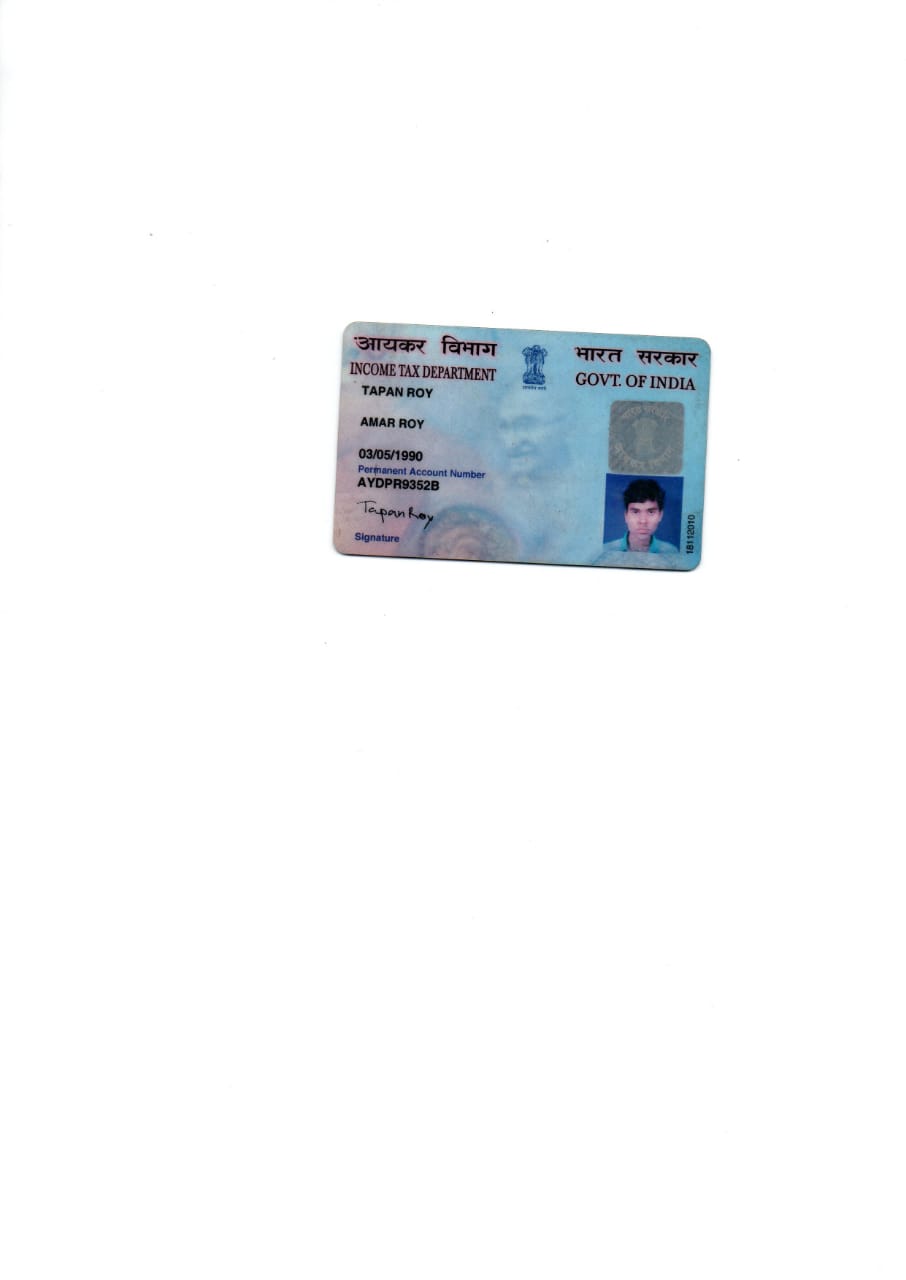 आयकर विभाग
INCOME TAX DEPARTMENT
भारत सरकार
GOVT. OF INDIA
TAPAN ROY
AMAR ROY
03/05/1990
Permanent Account Number
AYDPR9352B
Tapan Roy
Signature
18112010